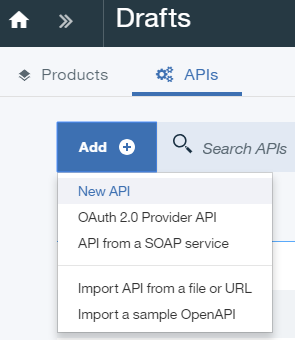 Drafts
Products
APIs
Add
Search APIs
New API
OAuth 2.0 Provider API
API from a SOAP service
Import API from a file or URL
Import a sample OpenAPI